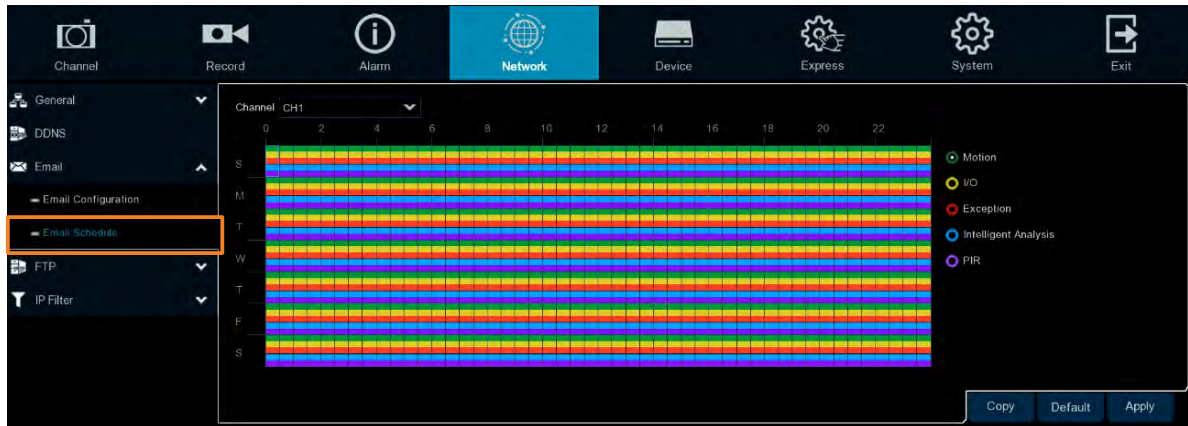 Channel Record Alarm Network Device Express System Exit
General
DDNS
Email
Email Configuration
Email Schedule
FTP
IP Filter
Channel CH1
0 2 4 6 8 10 12 14 16 18 20 22
S
M
T
W
T
F
S
Motion
I/O
Exception
Intelligent Analysis
PIR
Copy Default Apply